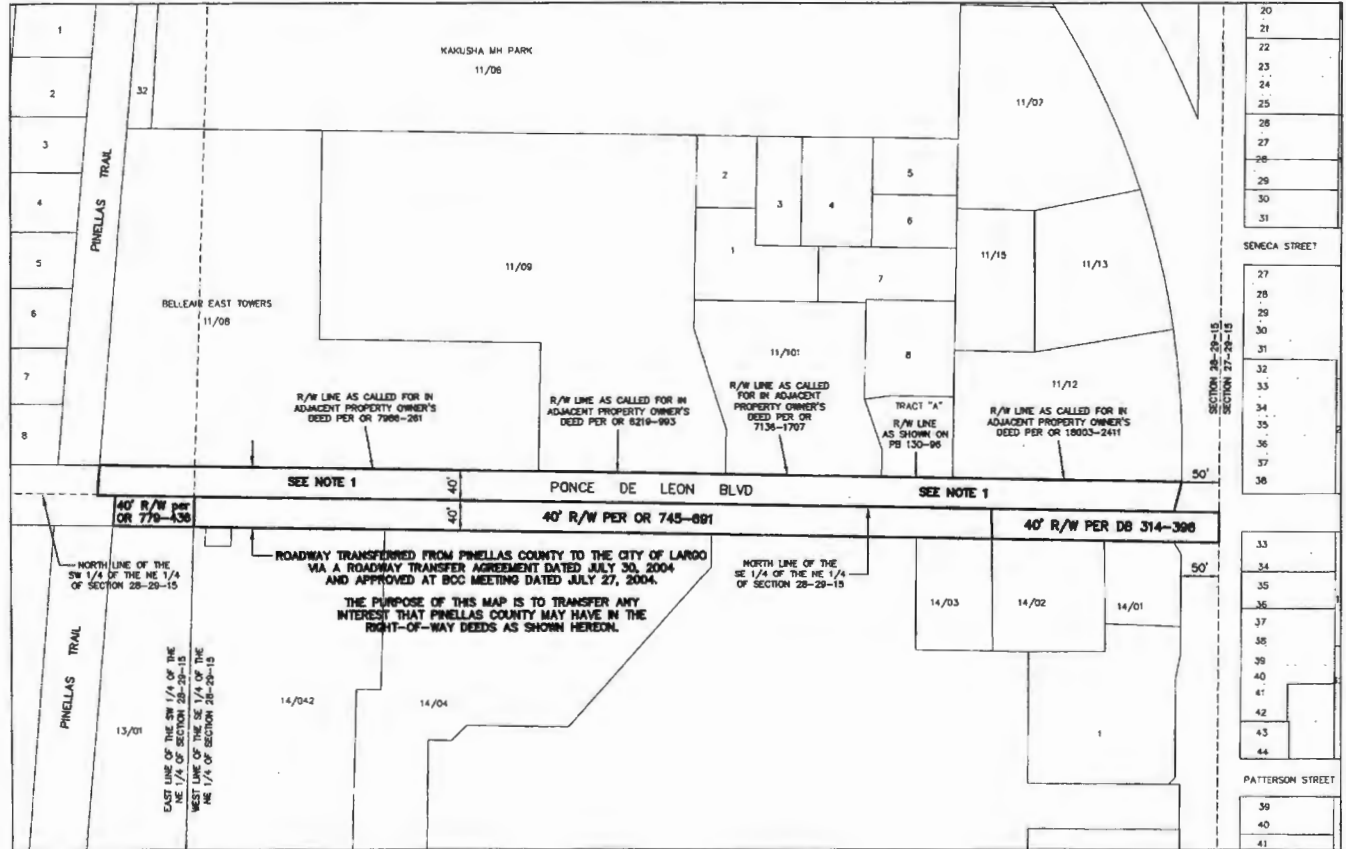 1
2
3
4
5
6
7
8
32
PINELLAS TRAIL
KAKUSHA MH PARK
11/06
11/07
BELLEAIR EAST TOWERS
11/08
11/09
2
1
3
4
5
6
7
8
11/101
11/15
11/13
11/12
TRACT "A"
R/W LINE
AS SHOWN ON
PB 130-96
R/W LINE AS CALLED FOR IN
ADJACENT PROPERTY OWNER'S
DEED PER OR 7966-261
R/W LINE AS CALLED FOR IN
ADJACENT PROPERTY OWNER'S
DEED PER OR 6219-993
R/W LINE AS CALLED
FOR IN ADJACENT
PROPERTY OWNER'S
DEED PER OR
7136-1707
R/W LINE AS CALLED FOR IN
ADJACENT PROPERTY OWNER'S
DEED PER OR 18003-2411
20
21
22
23
24
25
26
27
28
29
30
31
SENECA STREET
27
28
29
30
31
32
33
34
35
36
37
38
2
SECTION 28-29-15
SECTION 27-29-15
SEE NOTE 1
40'
PONCE DE LEON BLVD
SEE NOTE 1
50'
40' R/W per
OR 779-436
40'
40' R/W PER OR 745-691
40' R/W PER DB 314-396
50'
NORTH LINE OF THE
SW 1/4 OF THE NE 1/4
OF SECTION 28-29-15
ROADWAY TRANSFERRED FROM PINELLAS COUNTY TO THE CITY OF LARGO
VIA A ROADWAY TRANSFER AGREEMENT DATED JULY 30, 2004
AND APPROVED AT BCC MEETING DATED JULY 27, 2004.
THE PURPOSE OF THIS MAP IS TO TRANSFER ANY
INTEREST THAT PINELLAS COUNTY MAY HAVE IN THE
RIGHT-OF-WAY DEEDS AS SHOWN HEREON.
NORTH LINE OF THE
SE 1/4 OF THE NE 1/4
OF SECTION 28-29-15
PINELLAS TRAIL
13/01
EAST LINE OF THE SW 1/4 OF THE
NE 1/4 OF SECTION 28-29-15
WEST LINE OF THE SE 1/4 OF THE
NE 1/4 OF SECTION 28-29-15
14/042
14/04
14/03
14/02
14/01
1
33
34
35
36
37
38
39
40
41
42
43
44
1
PATTERSON STREET
39
40
41